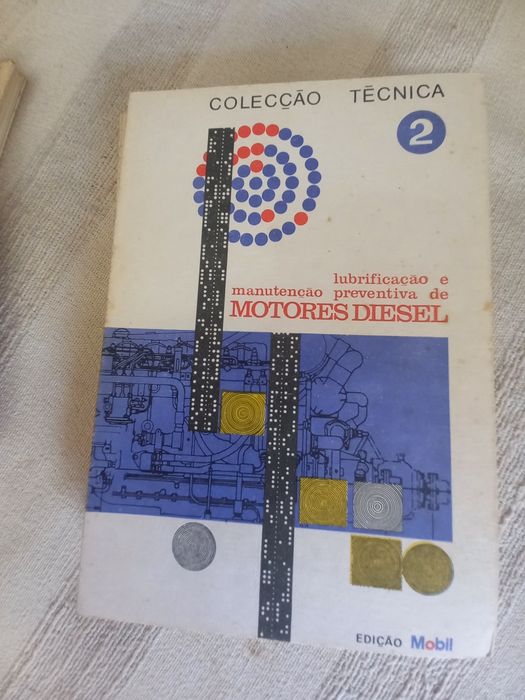 COLECÇÃO TÉCNICA
2
lubrificação e
manutenção preventiva de
MOTORES DIESEL
EDIÇÃO Mobil